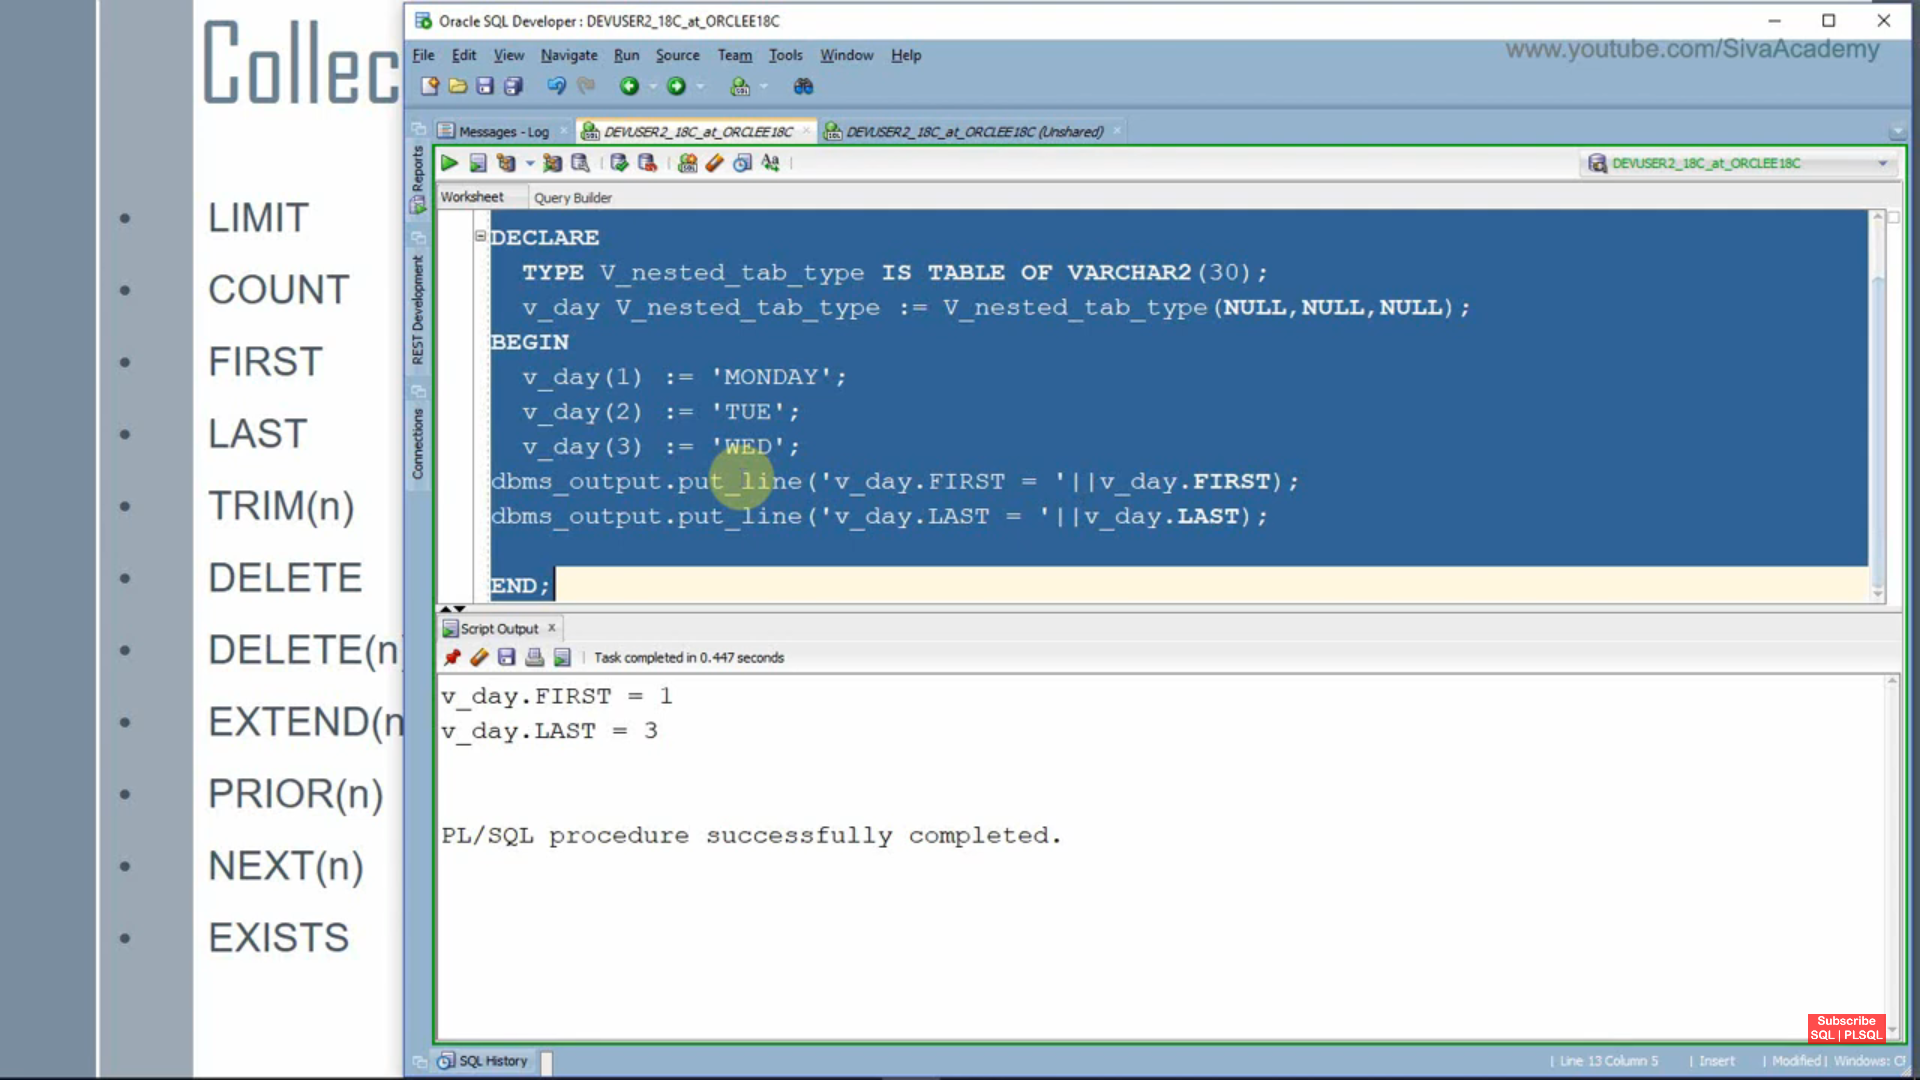 Collec
LIMIT
COUNT
FIRST
LAST
TRIM(n)
DELETE
DELETE(n)
EXTEND(n
PRIOR(n)
NEXT(n)
EXISTS
Oracle SQL Developer : DEVUSER2_18C_at_ORCLEE18C
File Edit View Navigate Run Source Team Tools Window Help
www.youtube.com/SivaAcademy
Messages - Log DEVUSER2_18C_at_ORCLEE18C DEVUSER2_18C_at_ORCLEE18C (Unshared)
DEVUSER2_18C_at_ORCLEE18C
Reports
REST Development
Connections
Worksheet Query Builder
DECLARE
TYPE V_nested_tab_type IS TABLE OF VARCHAR2(30);
v_day V_nested_tab_type := V_nested_tab_type(NULL,NULL,NULL);
BEGIN
v_day(1) := 'MONDAY';
v_day(2) := 'TUE';
v_day(3) := 'WED';
dbms_output.put_line('v_day.FIRST = '||v_day.FIRST);
dbms_output.put_line('v_day.LAST = '||v_day.LAST);
END;
Script Output
Task completed in 0.447 seconds
v_day.FIRST = 1
v_day.LAST = 3
PL/SQL procedure successfully completed.
Subscribe
SQL | PLSQL
SQL History
Line 13 Column 5 | Insert | Modified | Windows: